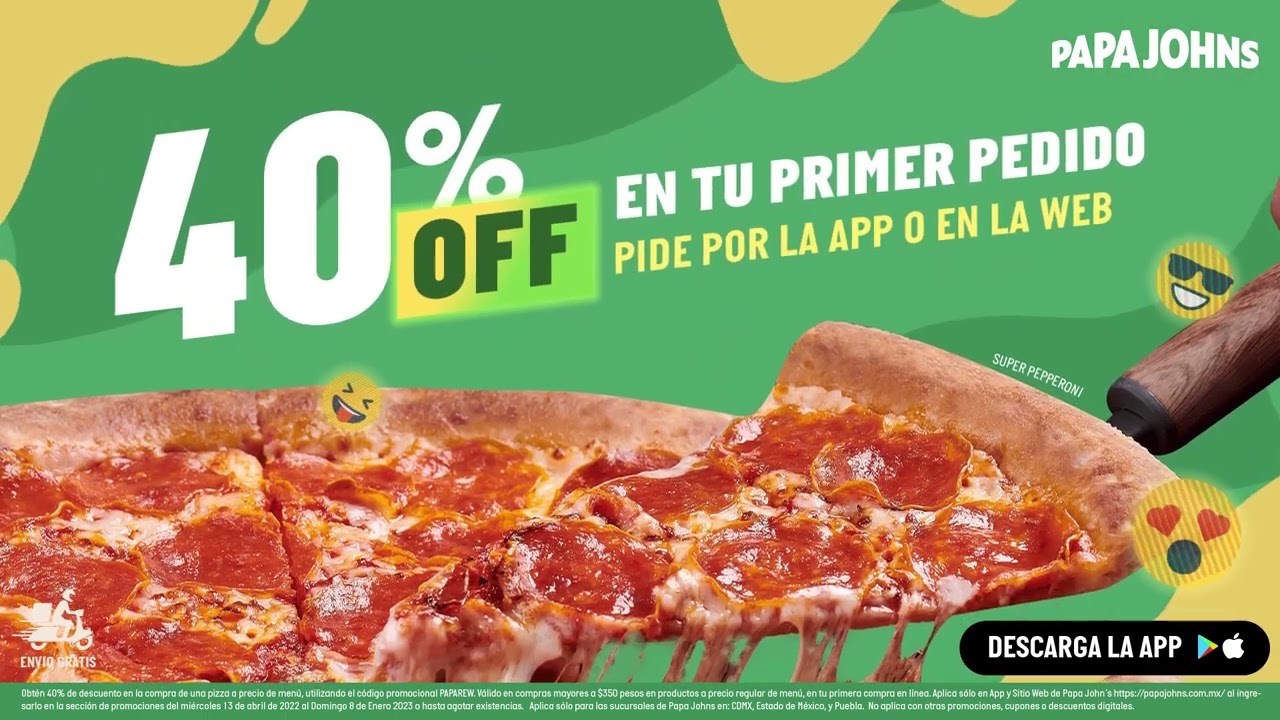 PAPA JOHNS
40%
OFF
EN TU PRIMER PEDIDO
PIDE POR LA APP O EN LA WEB
SUPER PEPPERONI
ENVÍO GRATIS
DESCARGA LA APP
Obtén 40% de descuento en la compra de una pizza a precio de menú, utilizando el código promocional PAPAREW. Válido en compras mayores a $350 pesos en productos a precio regular de menú, en tu primera compra en línea. Aplica sólo en App y Sitio Web de Papa John´s https://papajohns.com.mx/ al ingre-
sarlo en la sección de promociones del miércoles 13 de abril de 2022 al Domingo 8 de Enero 2023 o hasta agotar existencias. Aplica sólo para las sucursales de Papa Johns en: CDMX, Estado de México, y Puebla. No aplica con otras promociones, cupones o descuentos digitales.